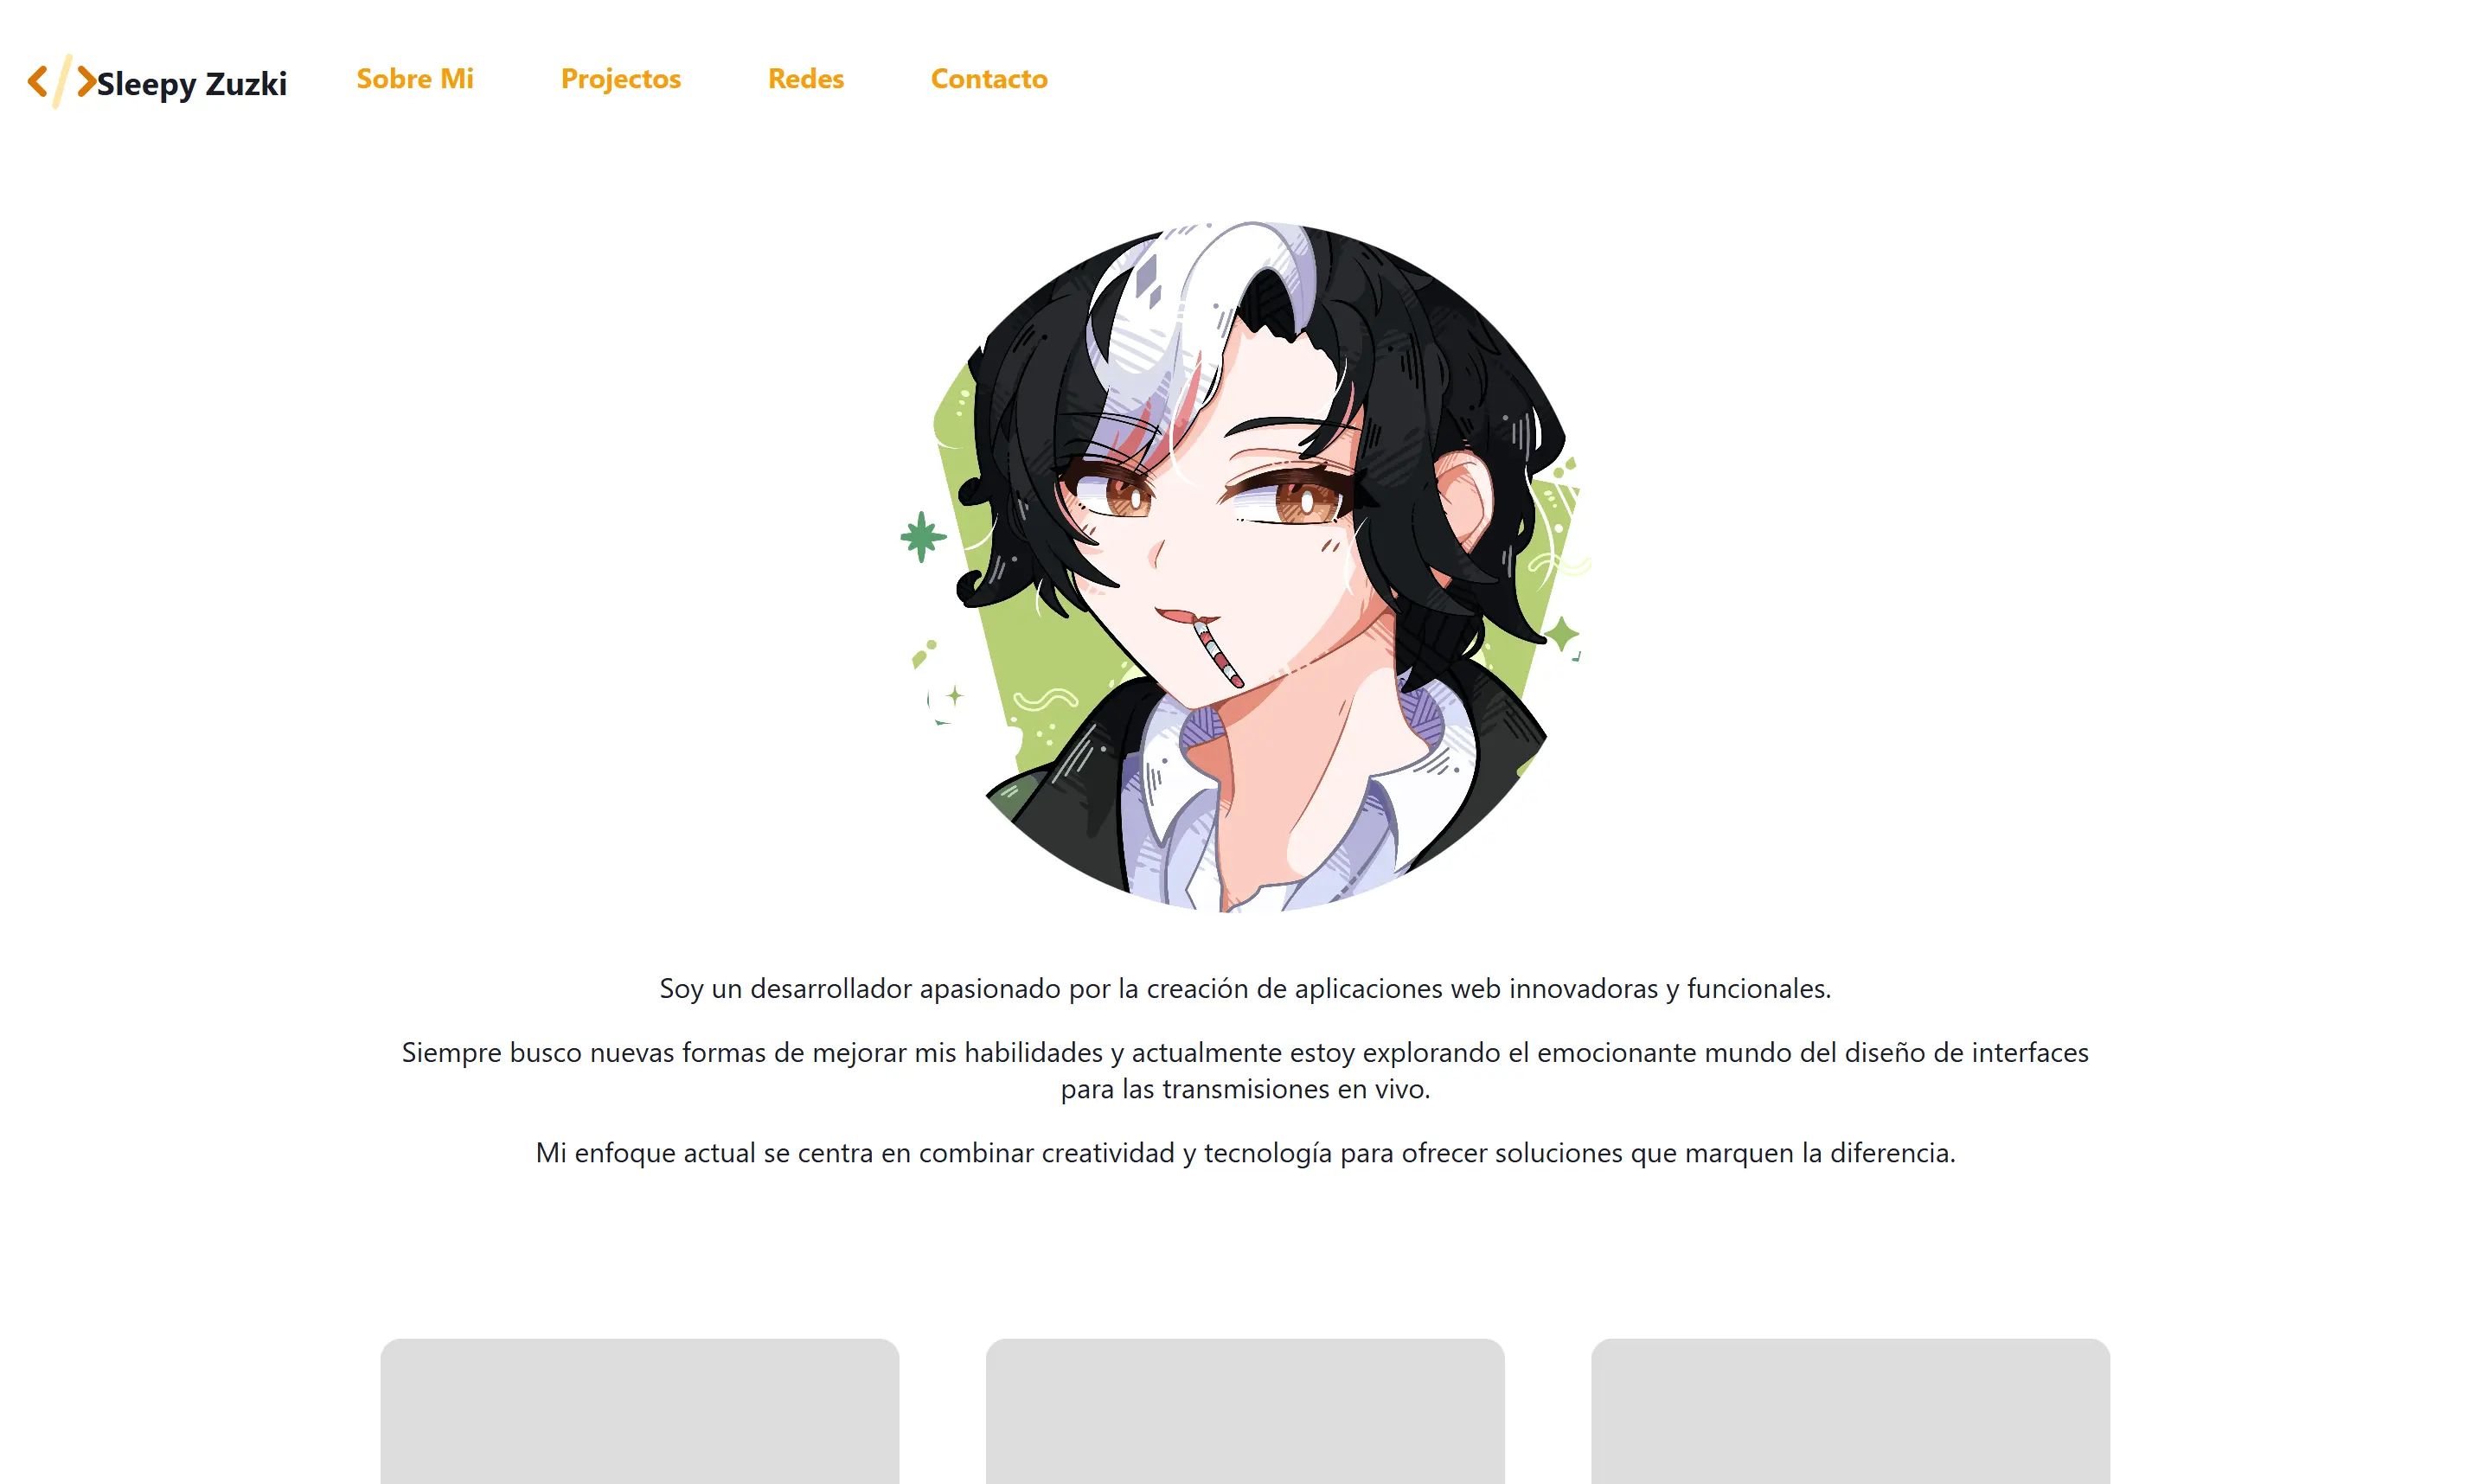 </>Sleepy Zuzki
Sobre Mi
Projectos
Redes
Contacto
Soy un desarrollador apasionado por la creación de aplicaciones web innovadoras y funcionales.
Siempre busco nuevas formas de mejorar mis habilidades y actualmente estoy explorando el emocionante mundo del diseño de interfaces
para las transmisiones en vivo.
Mi enfoque actual se centra en combinar creatividad y tecnología para ofrecer soluciones que marquen la diferencia.